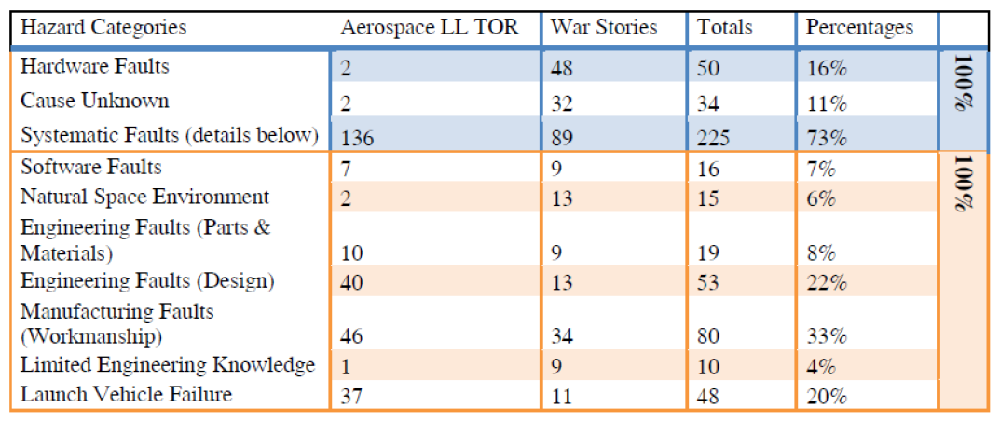 Hazard Categories Aerospace LL TOR War Stories Totals Percentages
Hardware Faults 2 48 50 16% 100%
Cause Unknown 2 32 34 11%
Systematic Faults (details below) 136 89 225 73%
Software Faults 7 9 16 7% 100%
Natural Space Environment 2 13 15 6%
Engineering Faults (Parts &
Materials) 10 9 19 8%
Engineering Faults (Design) 40 13 53 22%
Manufacturing Faults
(Workmanship) 46 34 80 33%
Limited Engineering Knowledge 1 9 10 4%
Launch Vehicle Failure 37 11 48 20%